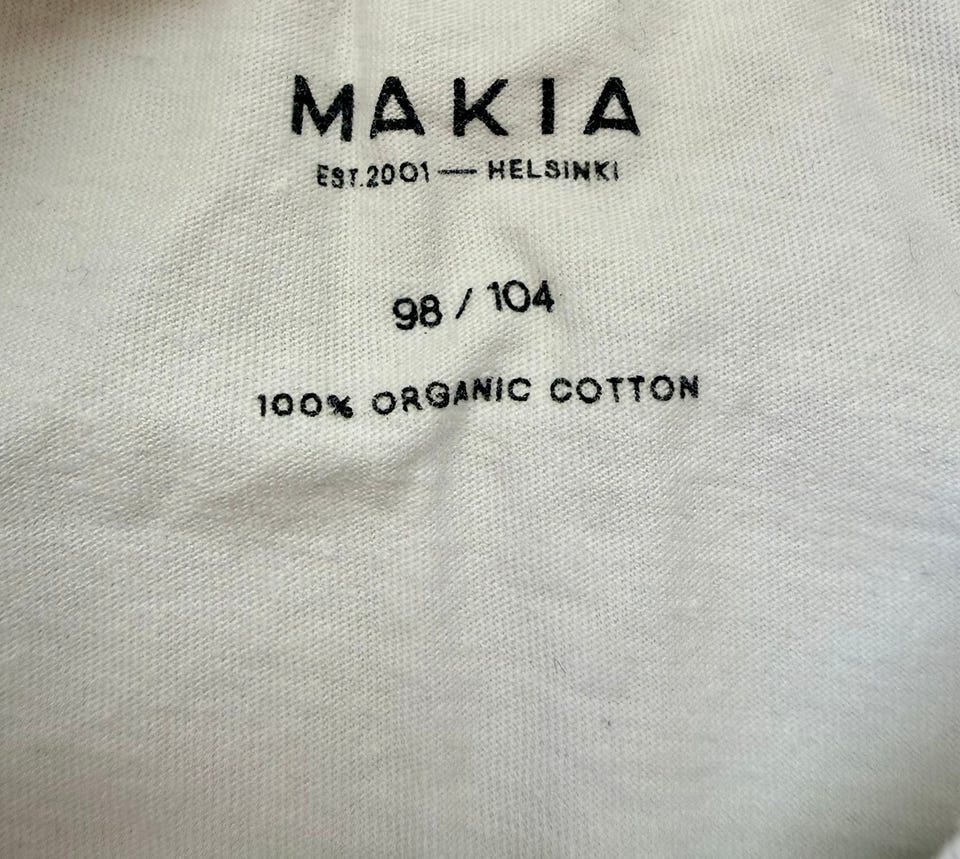 MAKIA
EST.2001 — HELSINKI
98 / 104
100% ORGANIC COTTON